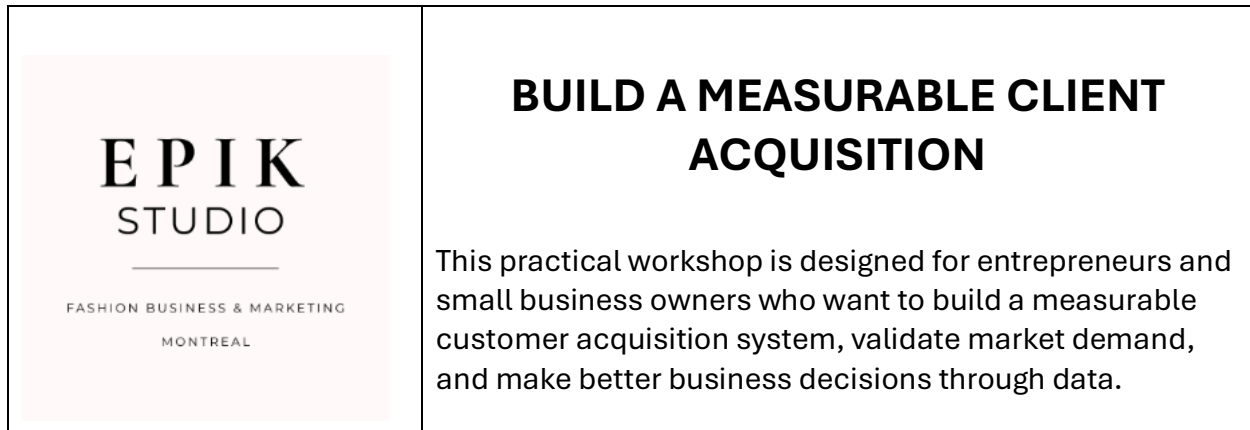 EPIK
STUDIO
FASHION BUSINESS & MARKETING
MONTREAL
BUILD A MEASURABLE CLIENT
ACQUISITION
This practical workshop is designed for entrepreneurs and
small business owners who want to build a measurable
customer acquisition system, validate market demand,
and make better business decisions through data.